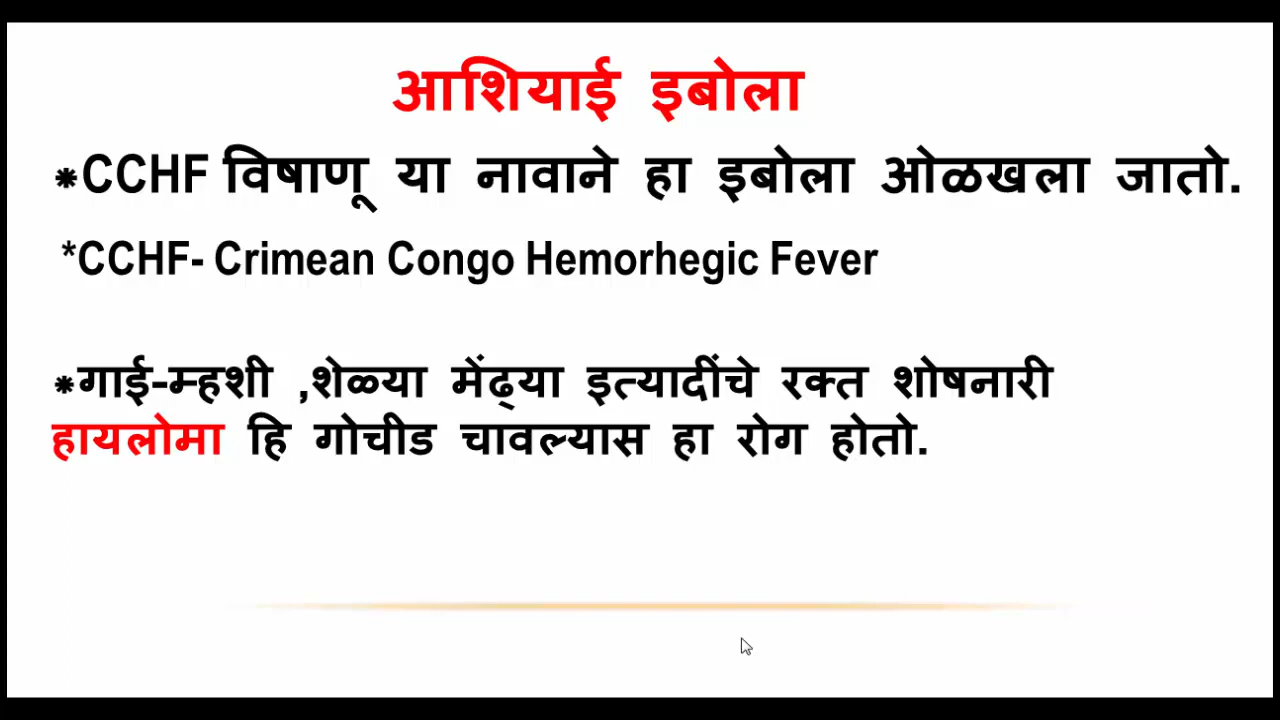 आशियाई इबोला
*CCHF विषाणू या नावाने हा इबोला ओळखला जातो.
*CCHF- Crimean Congo Hemorhegic Fever
*गाई-म्हशी ,शेळ्या मेंढ्या इत्यादींचे रक्त शोषनारी
हायलोमा हि गोचीड चावल्यास हा रोग होतो.